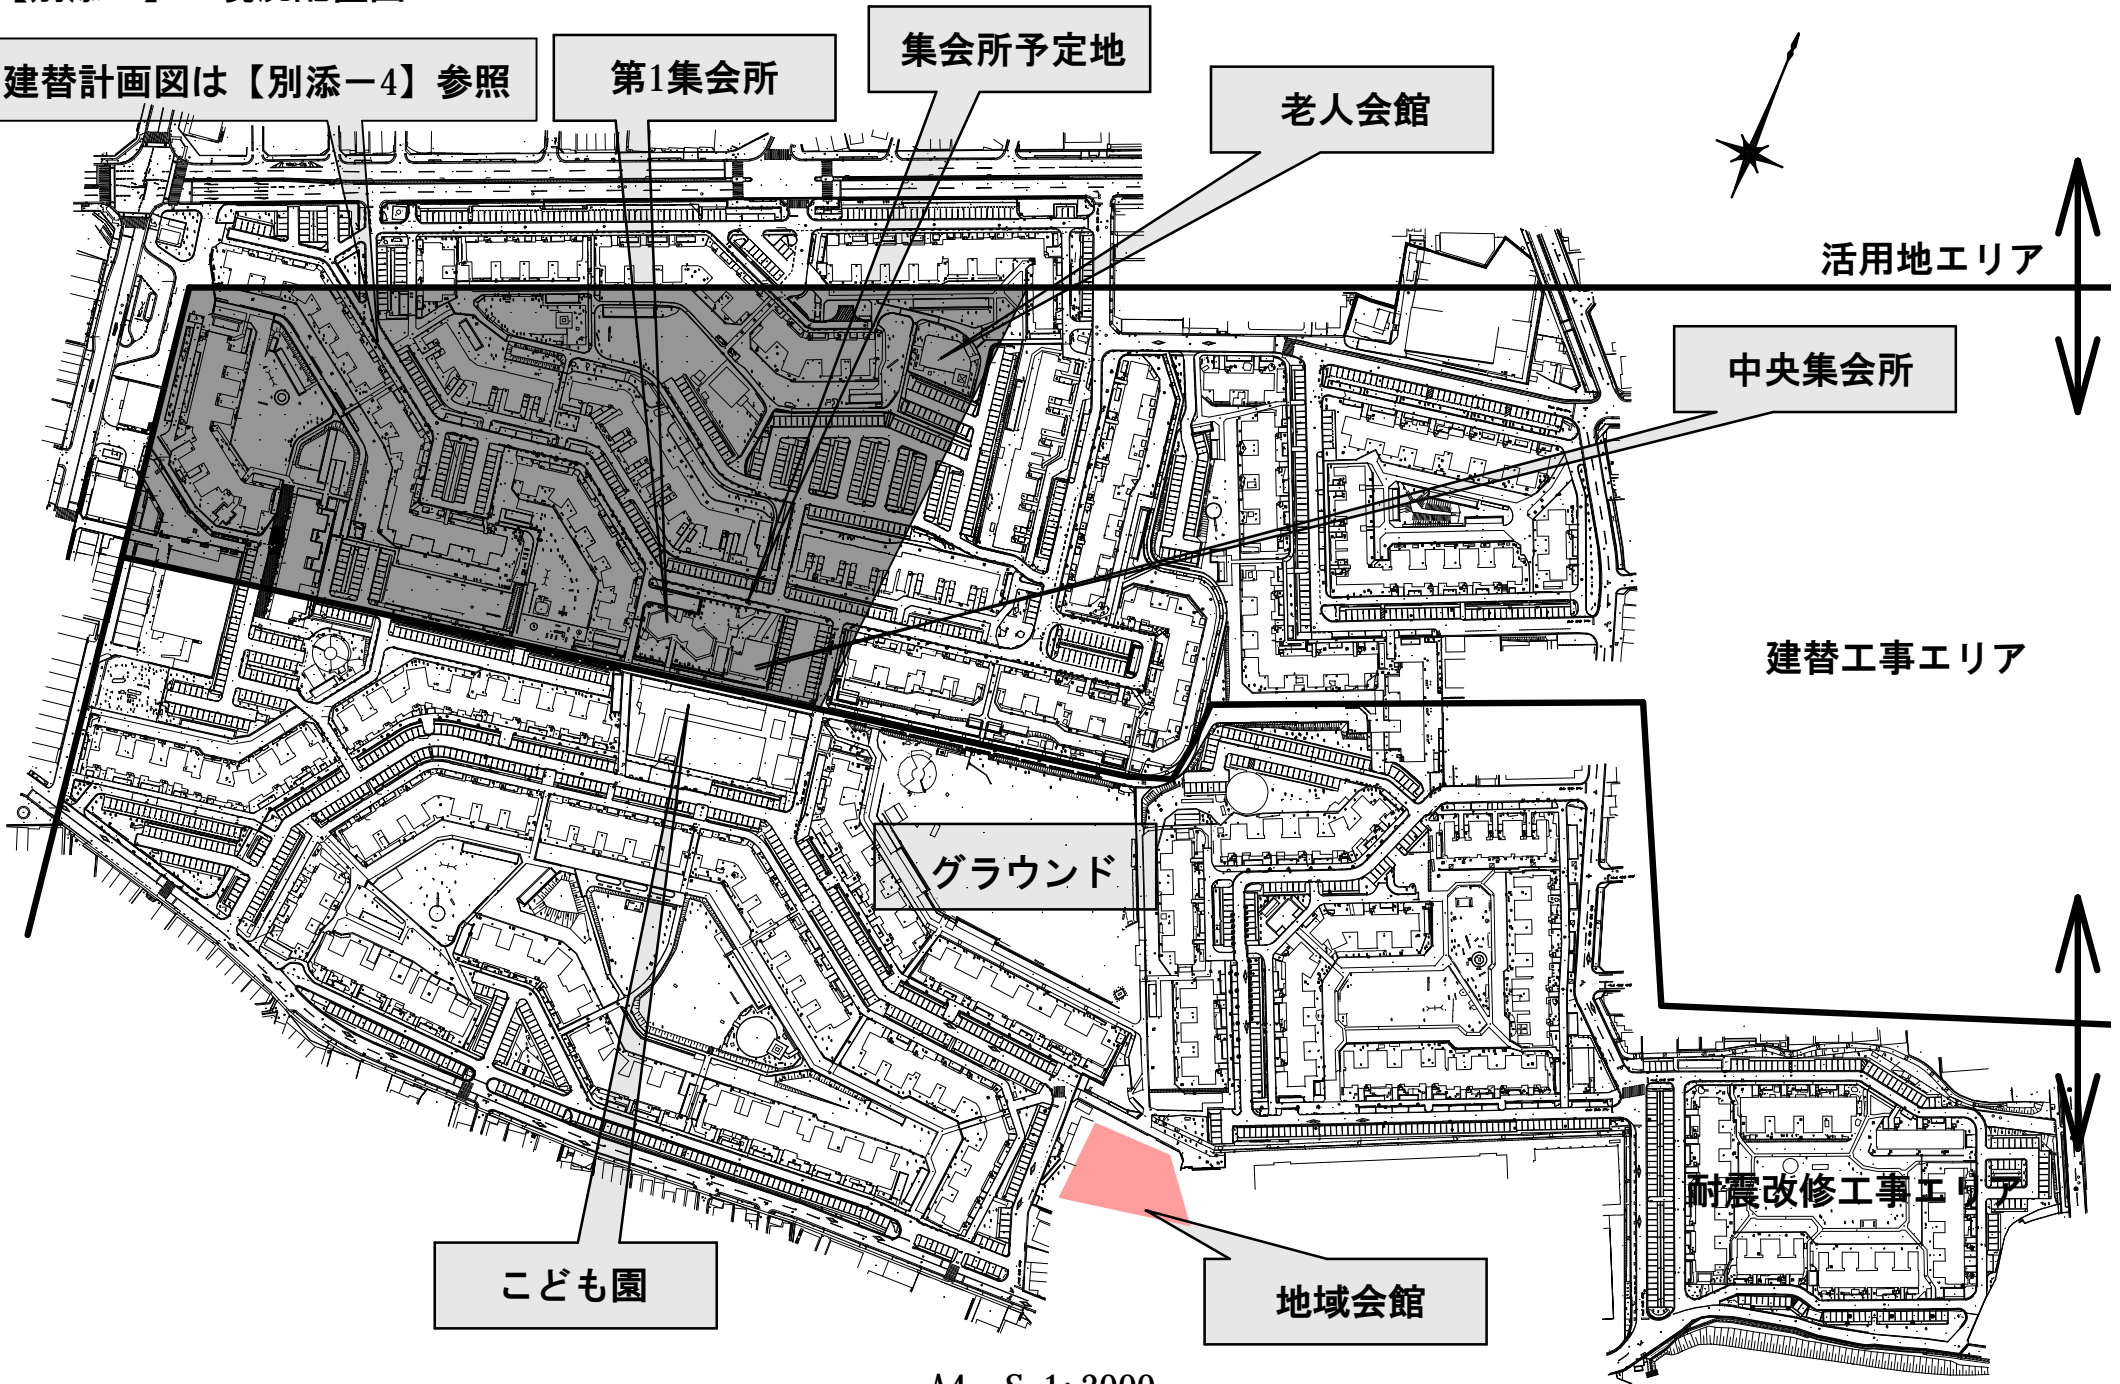 建替計画図は【別添－4】参照
第1集会所
集会所予定地
老人会館
活用地エリア
中央集会所
建替工事エリア
グラウンド
耐震改修工事エリア
こども園
地域会館